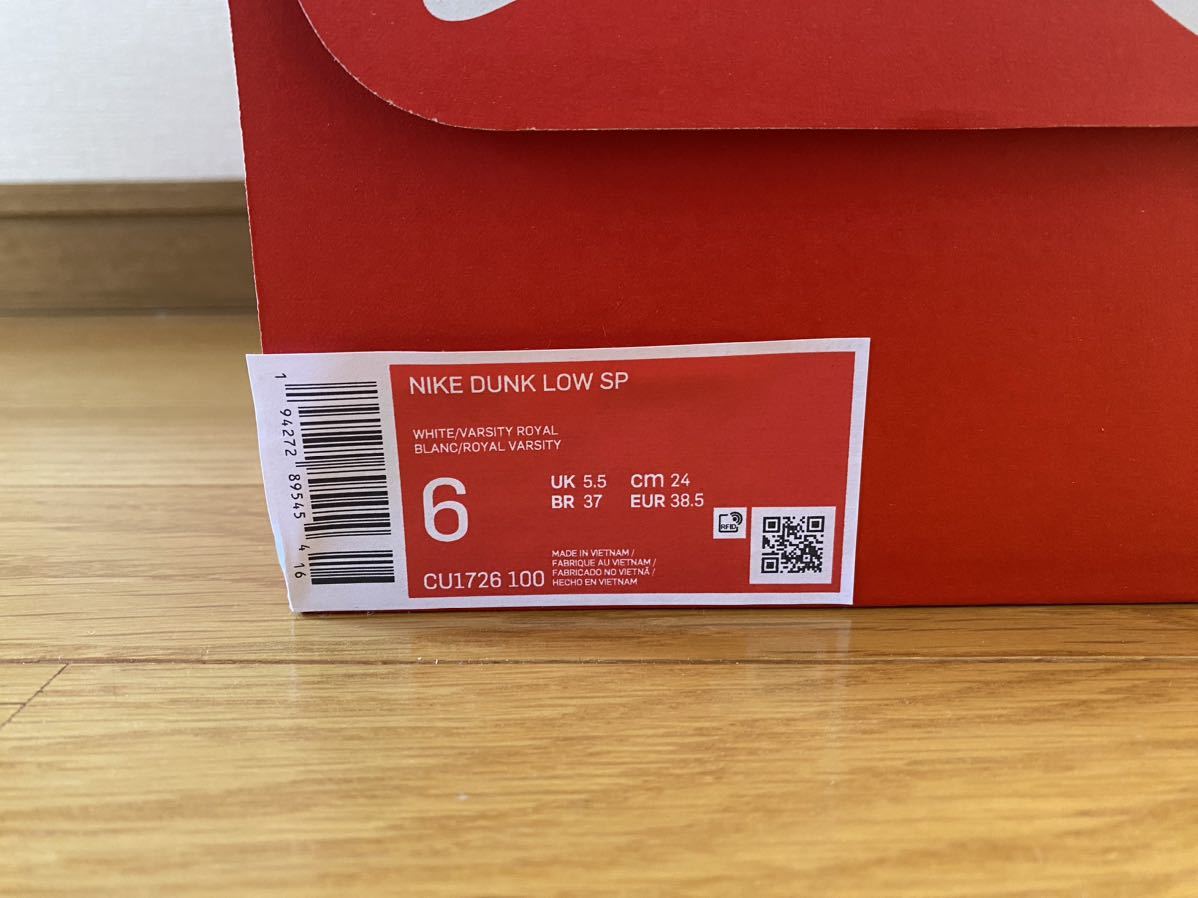 NIKE DUNK LOW SP
WHITE/VARSITY ROYAL
BLANC/ROYAL VARSITY
6
UK 5.5 cm 24
BR 37 EUR 38.5
RFID
MADE IN VIETNAM /
FABRIQUE AU VIETNAM /
FABRICADO NO VIETNÃ /
HECHO EN VIETNAM
CU1726 100
1 94272 89545 4 16